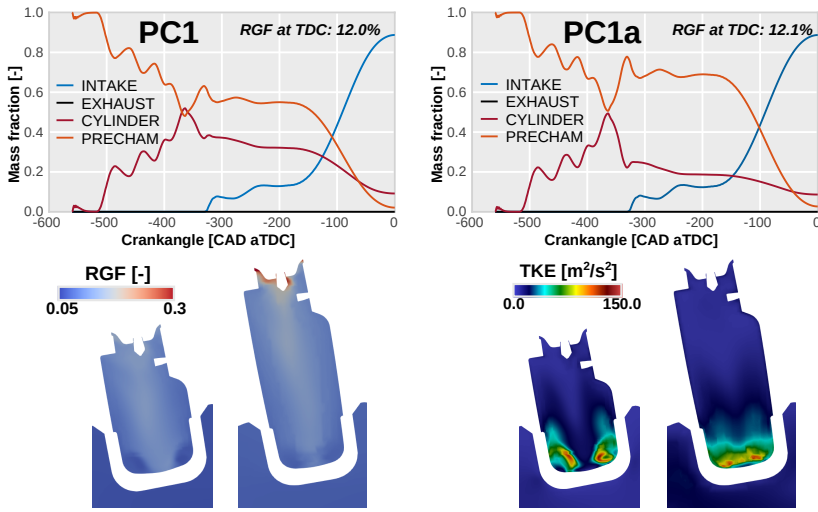 PC1
RGF at TDC: 12.0%
Mass fraction [-]
1.0
0.8
0.6
0.4
0.2
0.0
INTAKE
EXHAUST
CYLINDER
PRECHAM
-600 -500 -400 -300 -200 -100 0
Crankangle [CAD aTDC]
PC1a
RGF at TDC: 12.1%
Mass fraction [-]
1.0
0.8
0.6
0.4
0.2
0.0
INTAKE
EXHAUST
CYLINDER
PRECHAM
-600 -500 -400 -300 -200 -100 0
Crankangle [CAD aTDC]
RGF [-]
0.05 0.3
TKE [m²/s²]
0.0 150.0